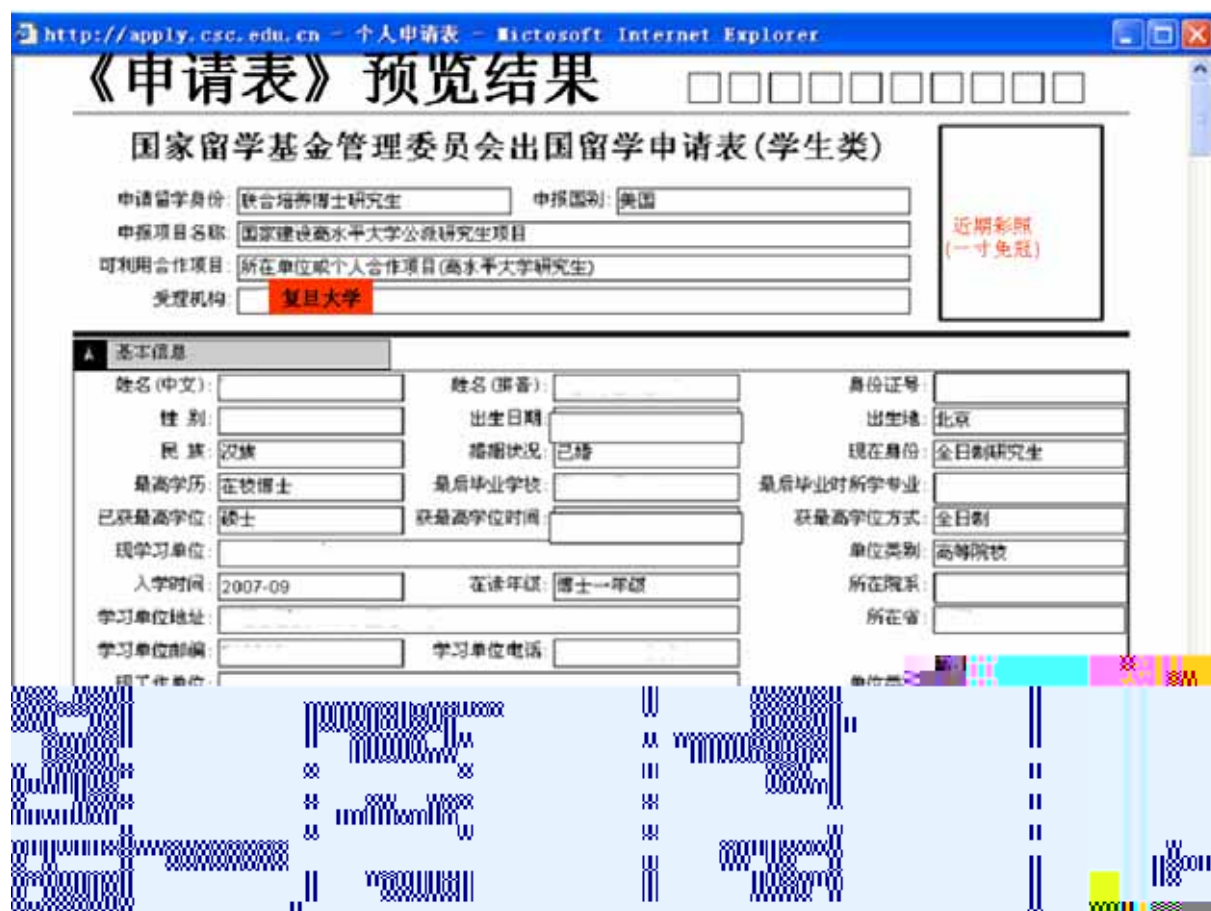 http://apply.csc.edu.cn - 个人申请表 - Mictosoft Internet Explorer
《申请表》预览结果
国家留学基金管理委员会出国留学申请表(学生类)
申请留学身份: 联合培养博士研究生 申报国别: 美国
申报项目名称: 国家建设高水平大学公派研究生项目
可利用合作项目: 所在单位或个人合作项目(高水平大学研究生)
受理机构: 复旦大学
近期彩照
(一寸免冠)
A 基本信息
姓名(中文): 姓名(拼音): 身份证号:
性 别: 出生日期: 出生地: 北京
民 族: 汉族 婚姻状况: 已婚 现在身份: 全日制研究生
最高学历: 在校博士 最后毕业学校: 最后毕业时所学专业:
已获最高学位: 硕士 获最高学位时间: 获最高学位方式: 全日制
现学习单位: 单位类别: 高等院校
入学时间: 2007-09 在读年级: 博士一年级 所在院系:
学习单位地址: 所在省:
学习单位邮编: 学习单位电话:
现工作单位: 单位类